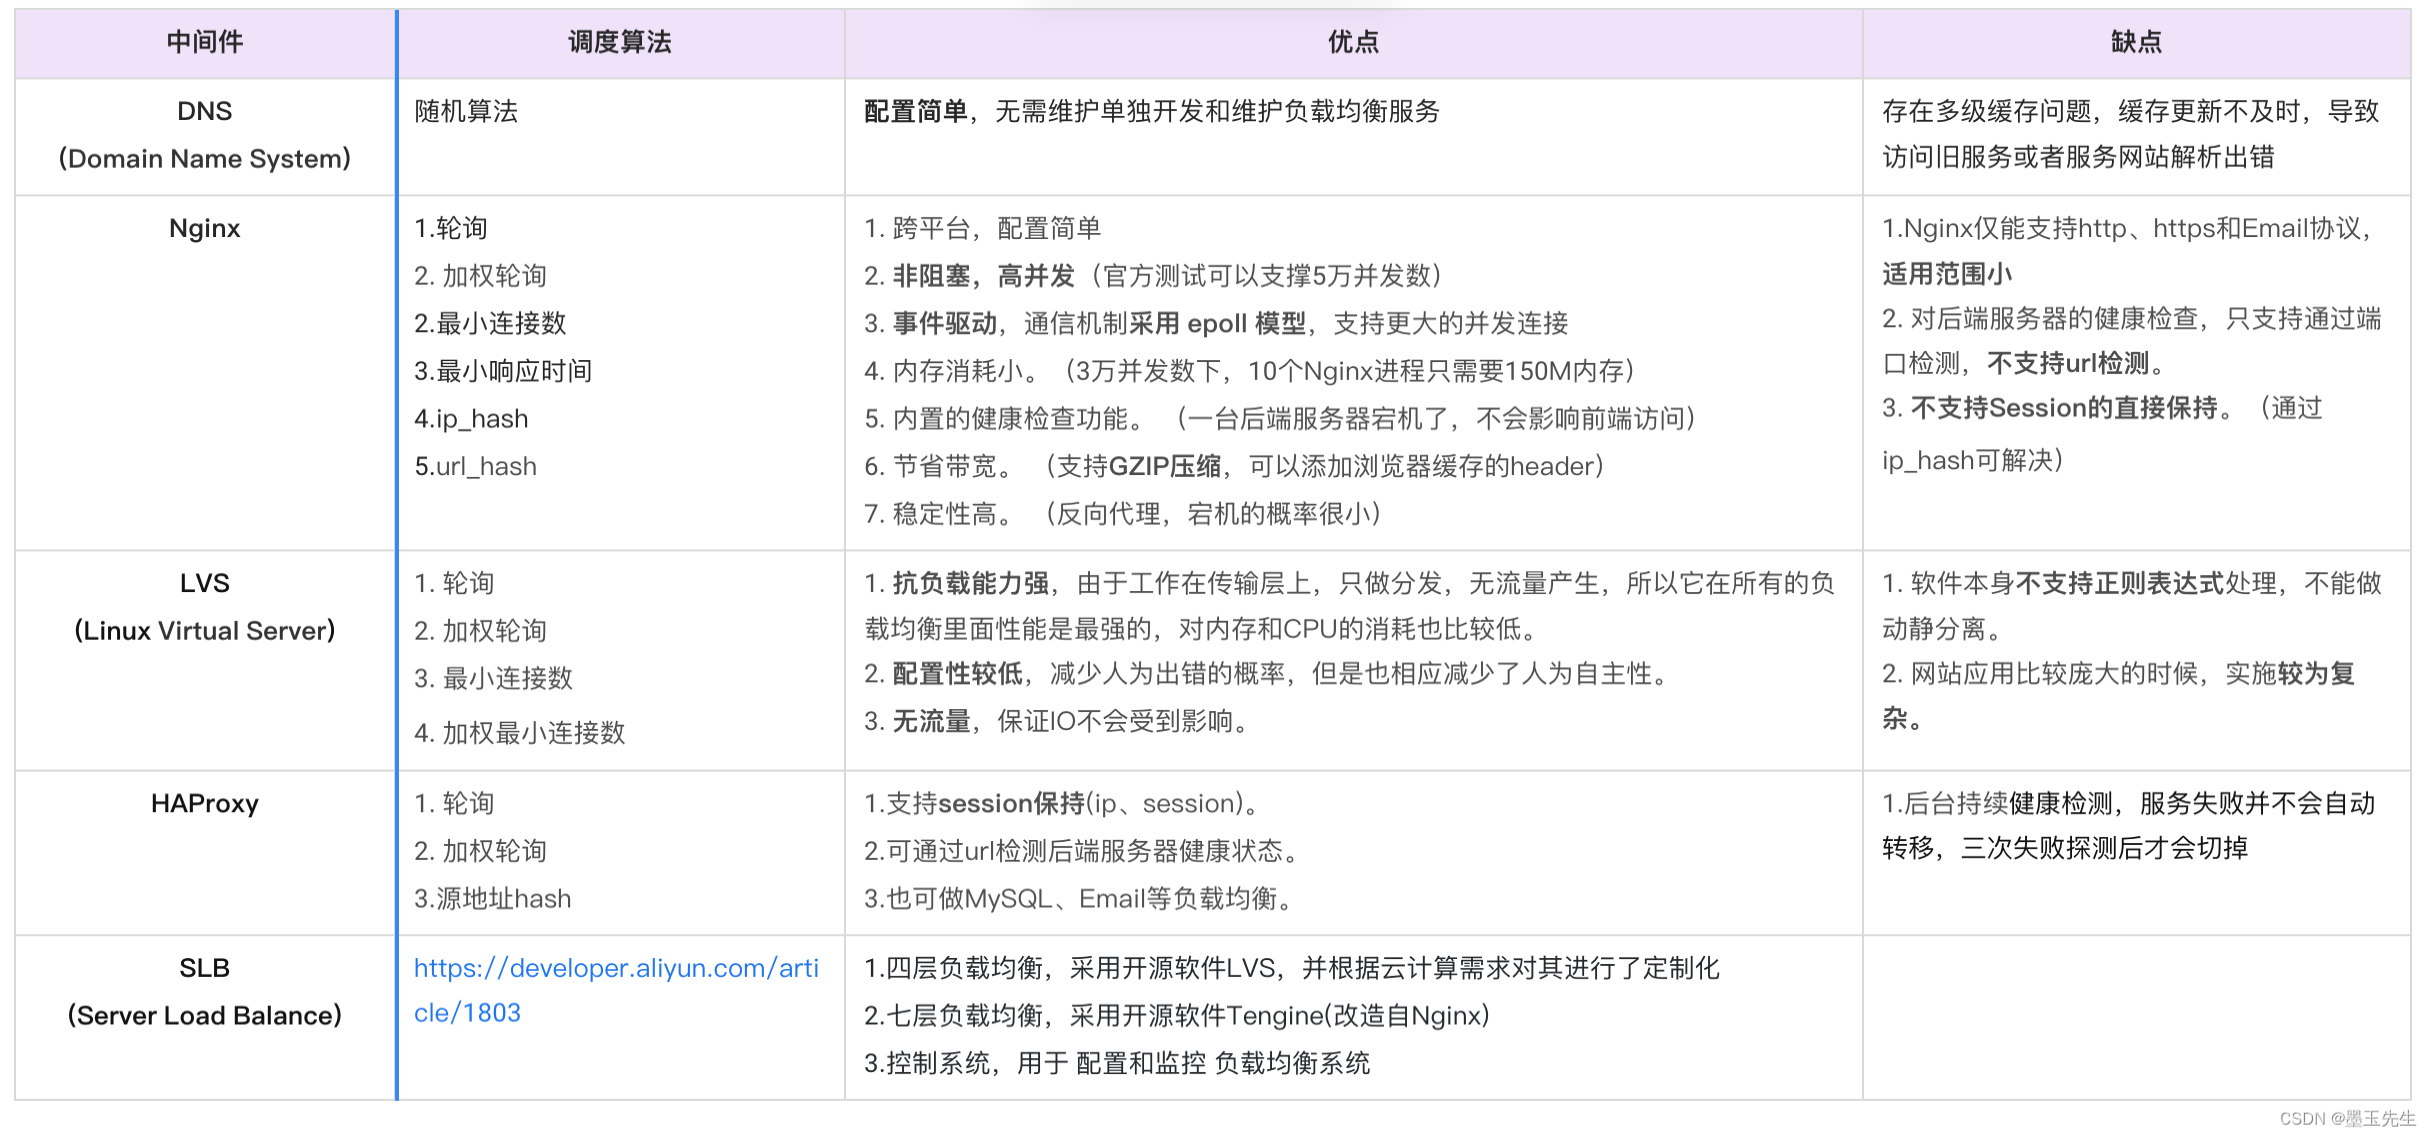 中间件
调度算法
优点
缺点
DNS
（Domain Name System）
随机算法
配置简单，无需维护单独开发和维护负载均衡服务
存在多级缓存问题，缓存更新不及时，导致
访问旧服务或者服务网站解析出错
Nginx
1.轮询
2. 加权轮询
2.最小连接数
3.最小响应时间
4.ip_hash
5.url_hash
1. 跨平台，配置简单
2. 非阻塞，高并发（官方测试可以支撑5万并发数）
3. 事件驱动，通信机制采用 epoll 模型，支持更大的并发连接
4. 内存消耗小。（3万并发数下，10个Nginx进程只需要150M内存）
5. 内置的健康检查功能。 （一台后端服务器宕机了，不会影响前端访问）
6. 节省带宽。 （支持GZIP压缩，可以添加浏览器缓存的header）
7. 稳定性高。 （反向代理，宕机的概率很小）
1.Nginx仅能支持http、https和Email协议，
适用范围小
2. 对后端服务器的健康检查，只支持通过端
口检测，不支持url检测。
3. 不支持Session的直接保持。（通过
ip_hash可解决）
LVS
（Linux Virtual Server）
1. 轮询
2. 加权轮询
3. 最小连接数
4. 加权最小连接数
1. 抗负载能力强，由于工作在传输层上，只做分发，无流量产生，所以它在所有的负
载均衡里面性能是最强的，对内存和CPU的消耗也比较低。
2. 配置性较低，减少人为出错的概率，但是也相应减少了人为自主性。
3. 无流量，保证IO不会受到影响。
1. 软件本身不支持正则表达式处理，不能做
动静分离。
2. 网站应用比较庞大的时候，实施较为复
杂。
HAProxy
1. 轮询
2. 加权轮询
3.源地址hash
1.支持session保持(ip、session)。
2.可通过url检测后端服务器健康状态。
3.也可做MySQL、Email等负载均衡。
1.后台持续健康检测，服务失败并不会自动
转移，三次失败探测后才会切掉
SLB
（Server Load Balance）
https://developer.aliyun.com/arti
cle/1803
1.四层负载均衡，采用开源软件LVS，并根据云计算需求对其进行了定制化
2.七层负载均衡，采用开源软件Tengine(改造自Nginx)
3.控制系统，用于 配置和监控 负载均衡系统
CSDN @墨玉先生